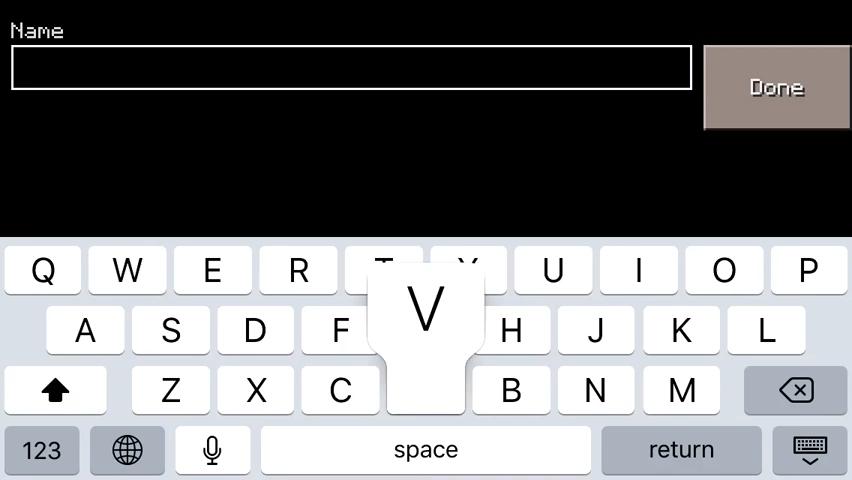 Name
Done
Q W E R T Y U I O P
A S D F H J K L
Z X C V B N M
123 space return